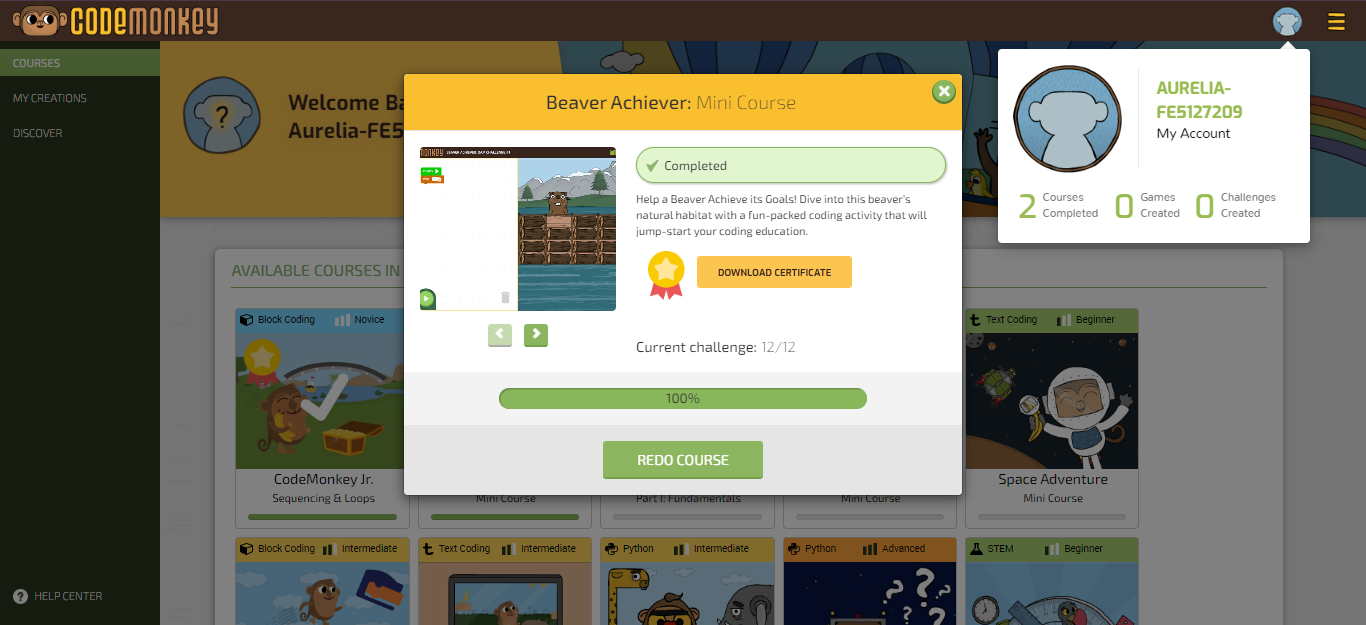 CODEMONKEY
COURSES
MY CREATIONS
DISCOVER
HELP CENTER
Welcome Ba
Aurelia-FE5
AURELIA-
FE5127209
My Account
2 Courses Completed
0 Games Created
0 Challenges Created
Beaver Achiever: Mini Course
Completed
Help a Beaver Achieve its Goals! Dive into this beaver's
natural habitat with a fun-packed coding activity that will
jump-start your coding education.
DOWNLOAD CERTIFICATE
Current challenge: 12/12
100%
REDO COURSE
AVAILABLE COURSES IN
Block Coding Novice
Text Coding Beginner
CodeMonkey Jr.
Sequencing & Loops
Mini Course
Part 1: Fundamentals
Mini Course
Space Adventure
Mini Course
Block Coding Intermediate
Text Coding Intermediate
Python Intermediate
Python Advanced
STEM Beginner